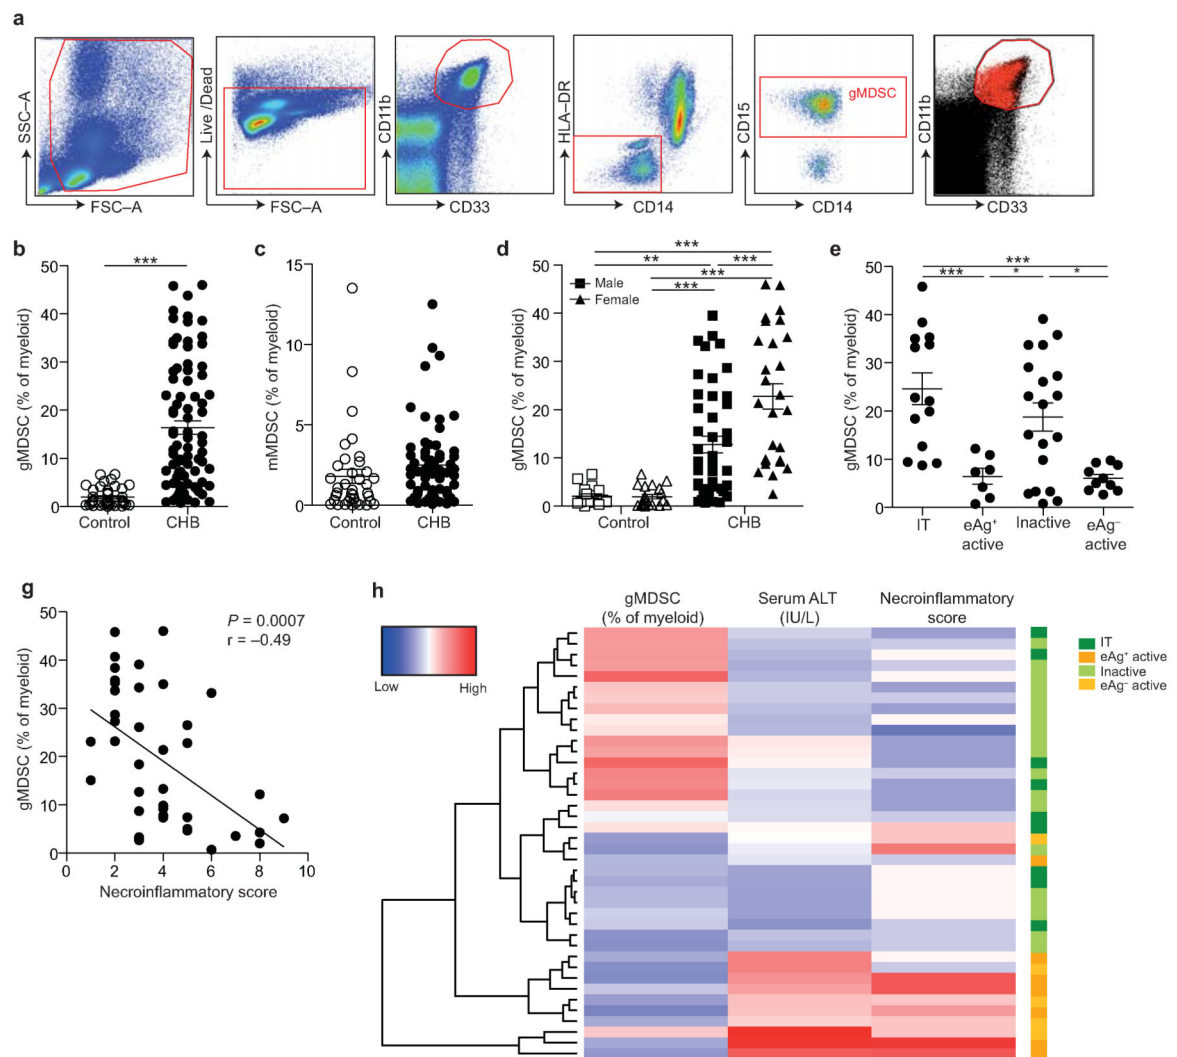 a
SSC–A
FSC–A
Live /Dead
FSC–A
CD11b
CD33
HLA–DR
CD14
CD15
gMDSC
CD14
CD11b
CD33
b
***
gMDSC (% of myeloid)
50
40
30
20
10
0
Control
CHB
c
mMDSC (% of myeloid)
15
10
5
0
Control
CHB
d
***
**
***
***
***
Male
Female
gMDSC (% of myeloid)
50
40
30
20
10
0
Control
CHB
e
***
***
*
*
gMDSC (% of myeloid)
50
40
30
20
10
0
IT
eAg⁺
active
Inactive
eAg⁻
active
g
P = 0.0007
r = –0.49
gMDSC (% of myeloid)
50
40
30
20
10
0
0 2 4 6 8 10
Necroinflammatory score
h
Low High
gMDSC
(% of myeloid)
Serum ALT
(IU/L)
Necroinflammatory
score
IT
eAg⁺ active
Inactive
eAg⁻ active